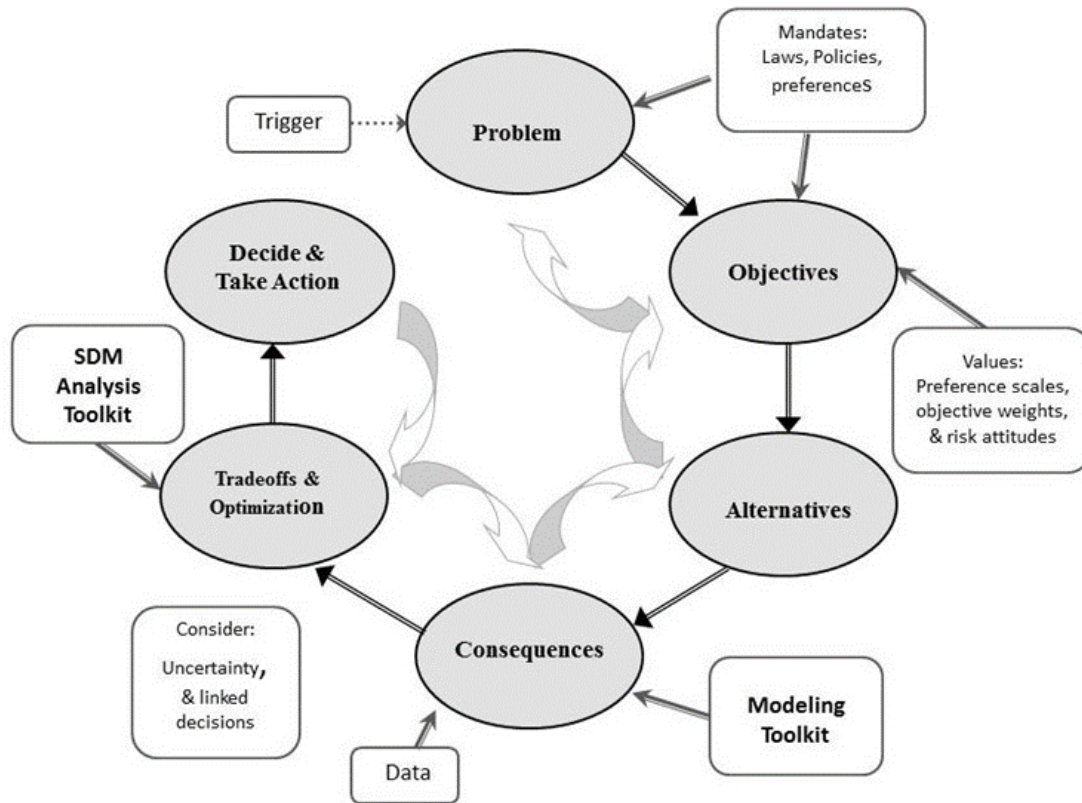 Mandates:
Laws, Policies,
preferences
Trigger
Problem
Decide &
Take Action
Objectives
SDM
Analysis
Toolkit
Values:
Preference scales,
objective weights,
& risk attitudes
Tradeoffs &
Optimization
Alternatives
Consider:
Uncertainty,
& linked
decisions
Consequences
Modeling
Toolkit
Data